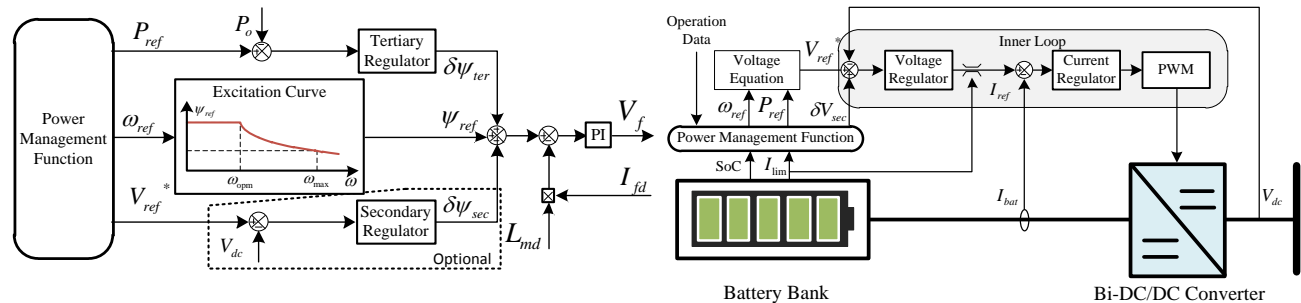 Power
Management
Function
P_ref
P_o
Tertiary
Regulator
δψ_ter
Excitation Curve
ψ_ref
ω_opm
ω_max
ω
ω_ref
ψ_ref
V_ref*
V_dc
Secondary
Regulator
δψ_sec
Optional
PI
V_f
I_fd
L_md
Operation
Data
Voltage
Equation
V_ref*
ω_ref
P_ref
δV_sec
Power Management Function
SoC
I_lim
Inner Loop
Voltage
Regulator
I_ref
Current
Regulator
PWM
I_bat
V_dc
Battery Bank
Bi-DC/DC Converter